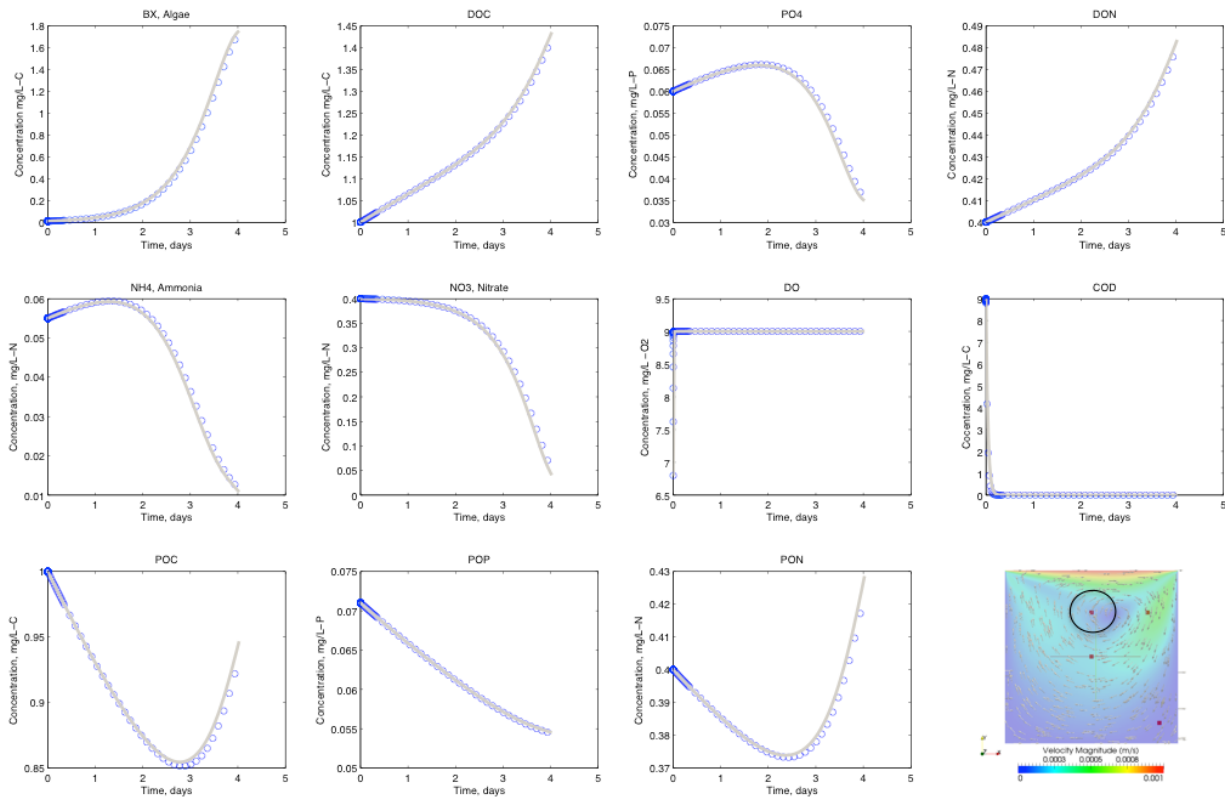 BX, Algae
Concentration mg/L−C
1.8
1.6
1.4
1.2
1
0.8
0.6
0.4
0.2
0
0 1 2 3 4 5
Time, days
DOC
Concentration, mg/L−C
1.45
1.4
1.35
1.3
1.25
1.2
1.15
1.1
1.05
1
0 1 2 3 4 5
Time, days
PO4
Concentration, mg/L−P
0.075
0.07
0.065
0.06
0.055
0.05
0.045
0.04
0.035
0.03
0 1 2 3 4 5
Time, days
DON
Concentration, mg/L−N
0.49
0.48
0.47
0.46
0.45
0.44
0.43
0.42
0.41
0.4
0 1 2 3 4 5
Time, days
NH4, Ammonia
Concentration, mg/L−N
0.06
0.05
0.04
0.03
0.02
0.01
0 1 2 3 4 5
Time, days
NO3, Nitrate
Concentration, mg/L−N
0.4
0.35
0.3
0.25
0.2
0.15
0.1
0.05
0
0 1 2 3 4 5
Time, days
DO
Concentration, mg/L−O2
9.5
9
8.5
8
7.5
7
6.5
0 1 2 3 4 5
Time, days
COD
Cocentration, mg/L−C
9
8
7
6
5
4
3
2
1
0
0 1 2 3 4 5
Time, days
POC
Concentration, mg/L−C
1
0.95
0.9
0.85
0 1 2 3 4 5
Time, days
POP
Concentration, mg/L−P
0.075
0.07
0.065
0.06
0.055
0.05
0 1 2 3 4 5
Time, days
PON
Concentration, mg/L−N
0.43
0.42
0.41
0.4
0.39
0.38
0.37
0 1 2 3 4 5
Time, days
Velocity Magnitude (m/s)
0 0.0003 0.0005 0.0008 0.001